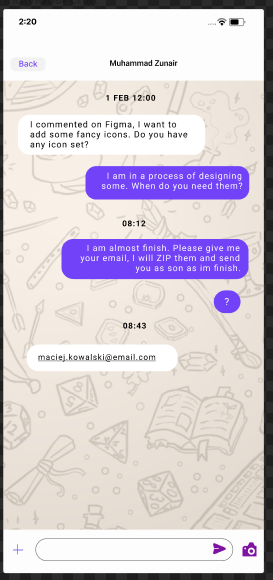 2:20
Back
Muhammad Zunair
1 FEB 12:00
I commented on Figma, I want to
add some fancy icons. Do you have
any icon set?
I am in a process of designing
some. When do you need them?
08:12
I am almost finish. Please give me
your email, I will ZIP them and send
you as son as im finish.
?
08:43
maciej.kowalski@email.com